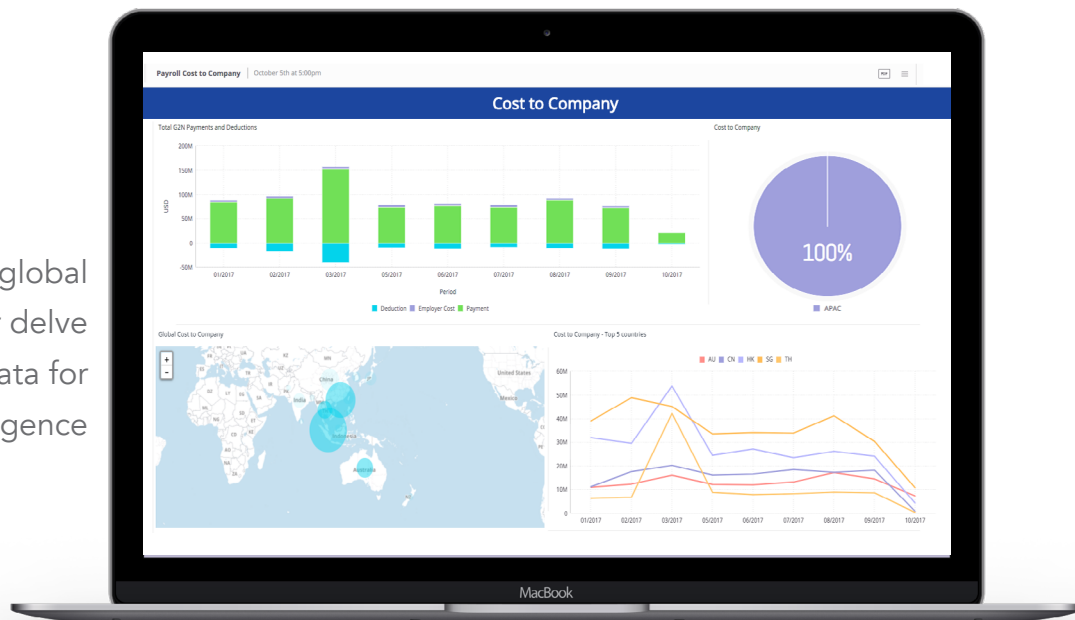 global
delve
ata for
gence
Payroll Cost to Company | October 5th at 5:00pm
PDF
Cost to Company
Total G2N Payments and Deductions
200M
150M
100M
50M
0
-50M
USD
01/2017 02/2017 03/2017 05/2017 06/2017 07/2017 08/2017 09/2017 10/2017
Period
Deduction Employer Cost Payment
Cost to Company
100%
APAC
Global Cost to Company
+
-
China
India
Indonesia
Australia
United States
Mexico
Cost to Company - Top 5 countries
AU CN HK SG TH
60M
50M
40M
30M
20M
10M
0
01/2017 02/2017 03/2017 05/2017 06/2017 07/2017 08/2017 09/2017 10/2017
MacBook